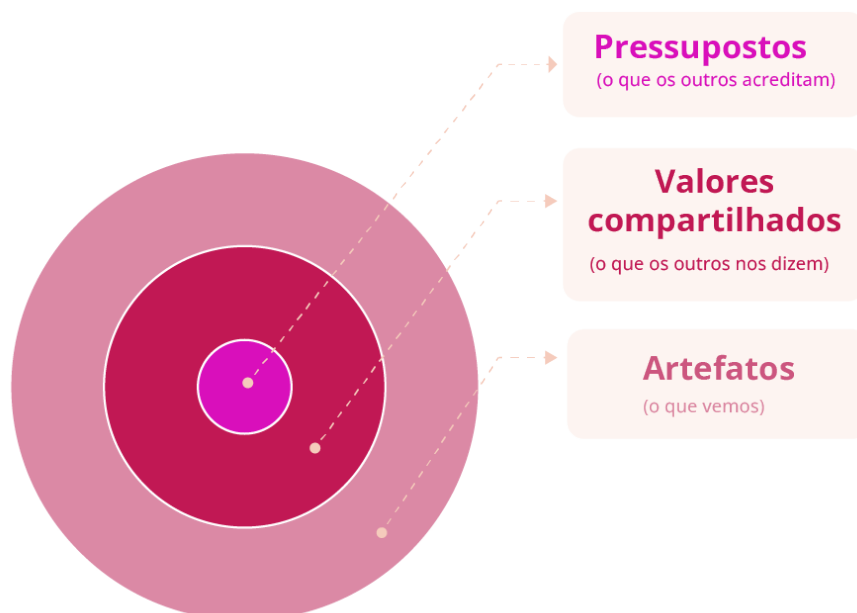 Pressupostos
(o que os outros acreditam)
Valores
compartilhados
(o que os outros nos dizem)
Artefatos
(o que vemos)